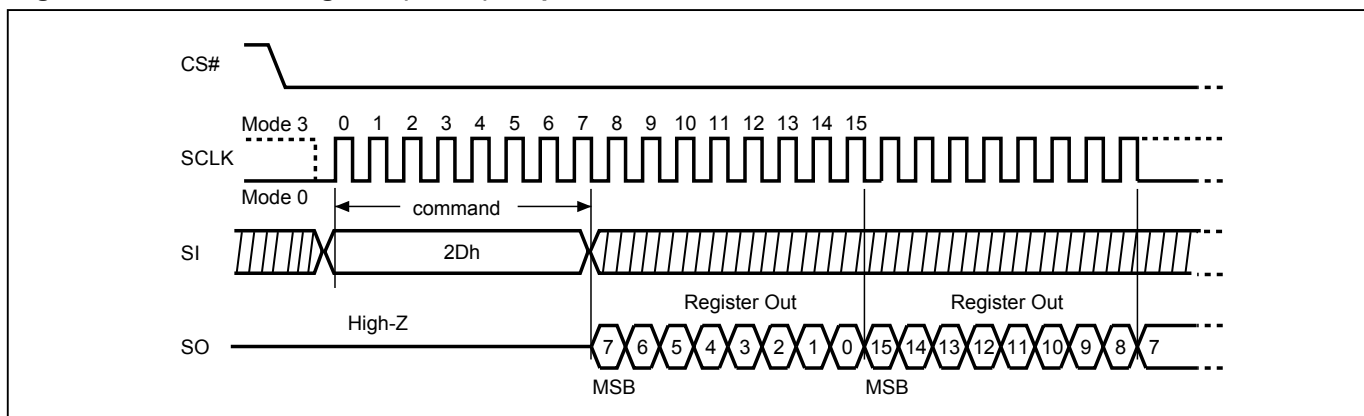 CS#
Mode 3 0 1 2 3 4 5 6 7 8 9 10 11 12 13 14 15
SCLK
Mode 0
command
SI 2Dh
Register Out Register Out
High-Z
SO 7 6 5 4 3 2 1 0 15 14 13 12 11 10 9 8 7
MSB MSB